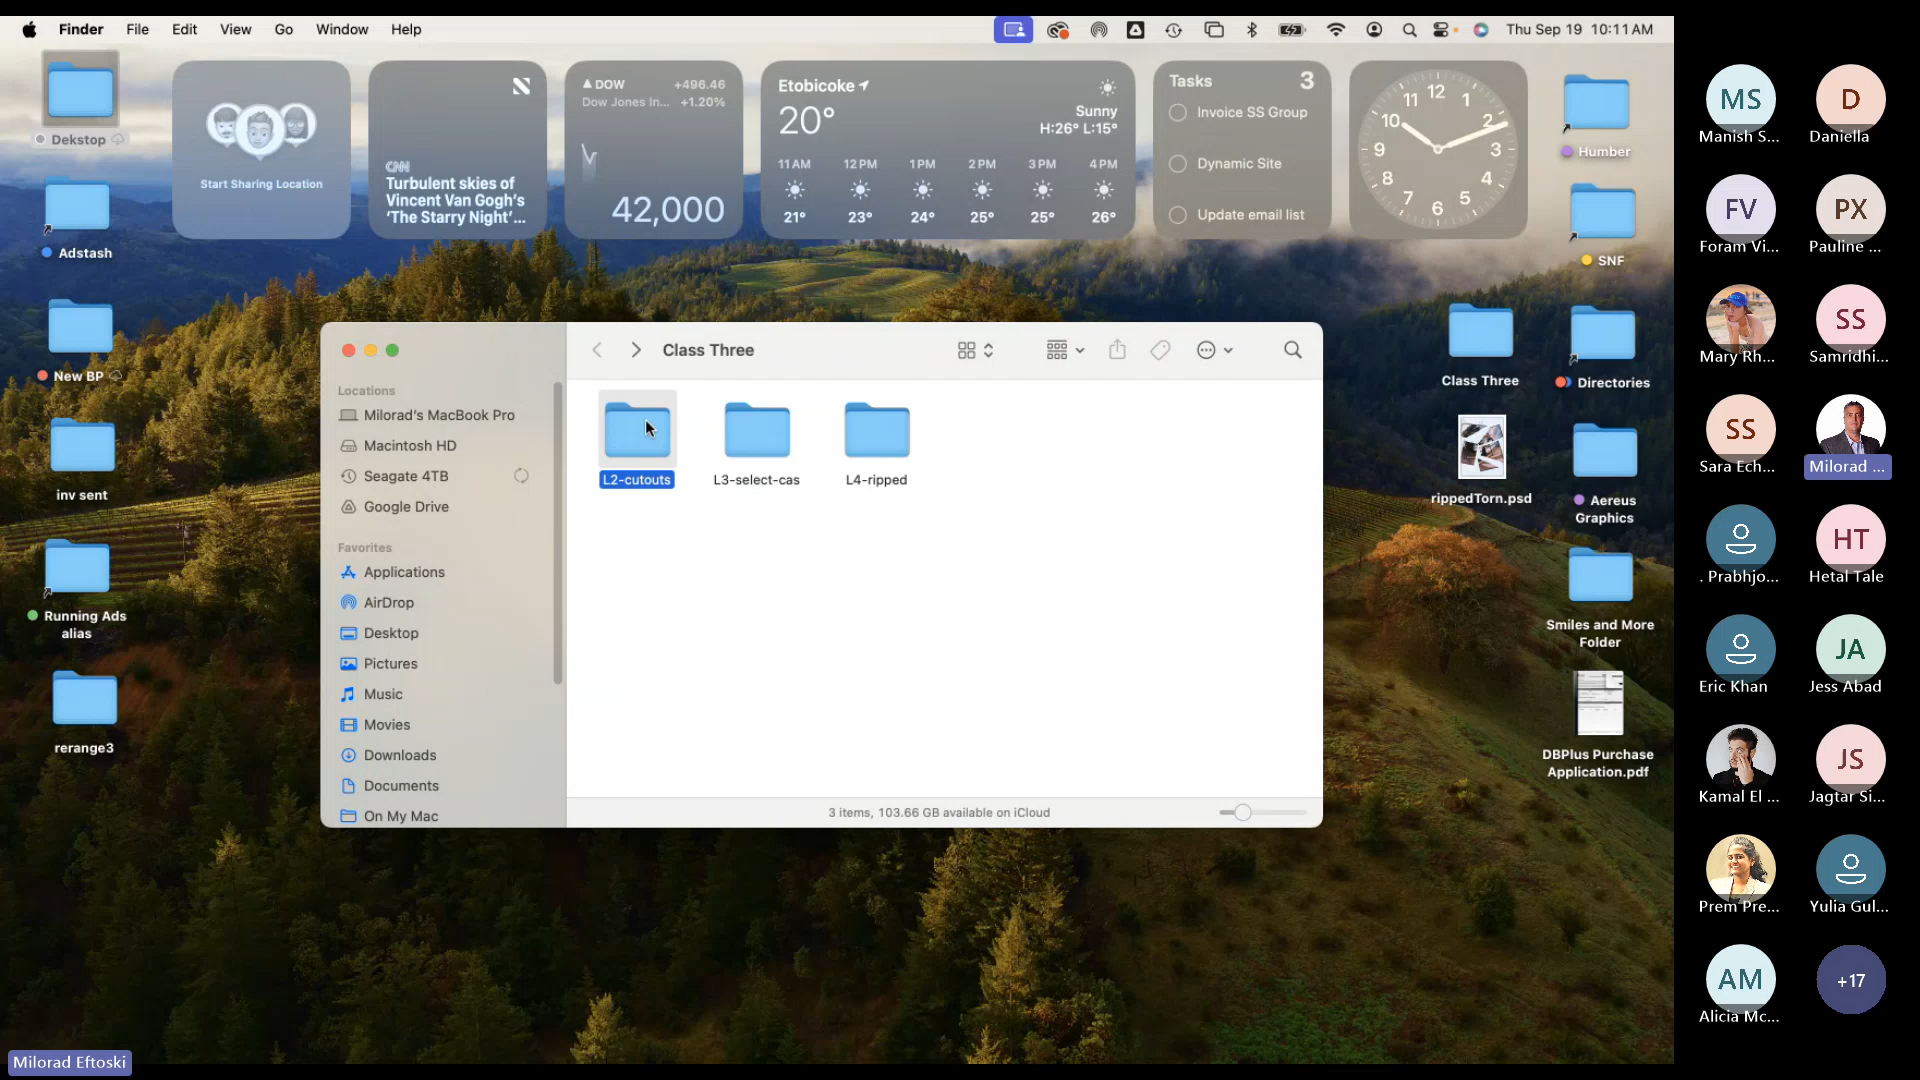 Finder File Edit View Go Window Help
Thu Sep 19 10:11 AM
Dekstop
Adstash
New BP
inv sent
Running Ads
alias
rerange3
Start Sharing Location
CNN
Turbulent skies of
Vincent Van Gogh's
'The Starry Night'...
▲ DOW +496.46
Dow Jones In... +1.20%
42,000
Etobicoke
20°
Sunny
H:26° L:15°
11 AM 12 PM 1 PM 2 PM 3 PM 4 PM
21° 23° 24° 25° 25° 26°
Tasks 3
Invoice SS Group
Dynamic Site
Update email list
12
1
2
3
4
5
6
7
8
9
10
11
Humber
SNF
Class Three
Directories
rippedTorn.psd
Aereus
Graphics
Smiles and More
Folder
DBPlus Purchase
Application.pdf
Class Three
Locations
Milorad's MacBook Pro
Macintosh HD
Seagate 4TB
Google Drive
Favorites
Applications
AirDrop
Desktop
Pictures
Music
Movies
Downloads
Documents
On My Mac
L2-cutouts
L3-select-cas
L4-ripped
3 items, 103.66 GB available on iCloud
MS
Manish S...
D
Daniella
FV
Foram Vi...
PX
Pauline ...
Mary Rh...
SS
Samridhi...
SS
Sara Ech...
Milorad ...
. Prabhjo...
HT
Hetal Tale
Eric Khan
JA
Jess Abad
Kamal El ...
JS
Jagtar Si...
Prem Pre...
Yulia Gul...
AM
Alicia Mc...
+17
Milorad Eftoski